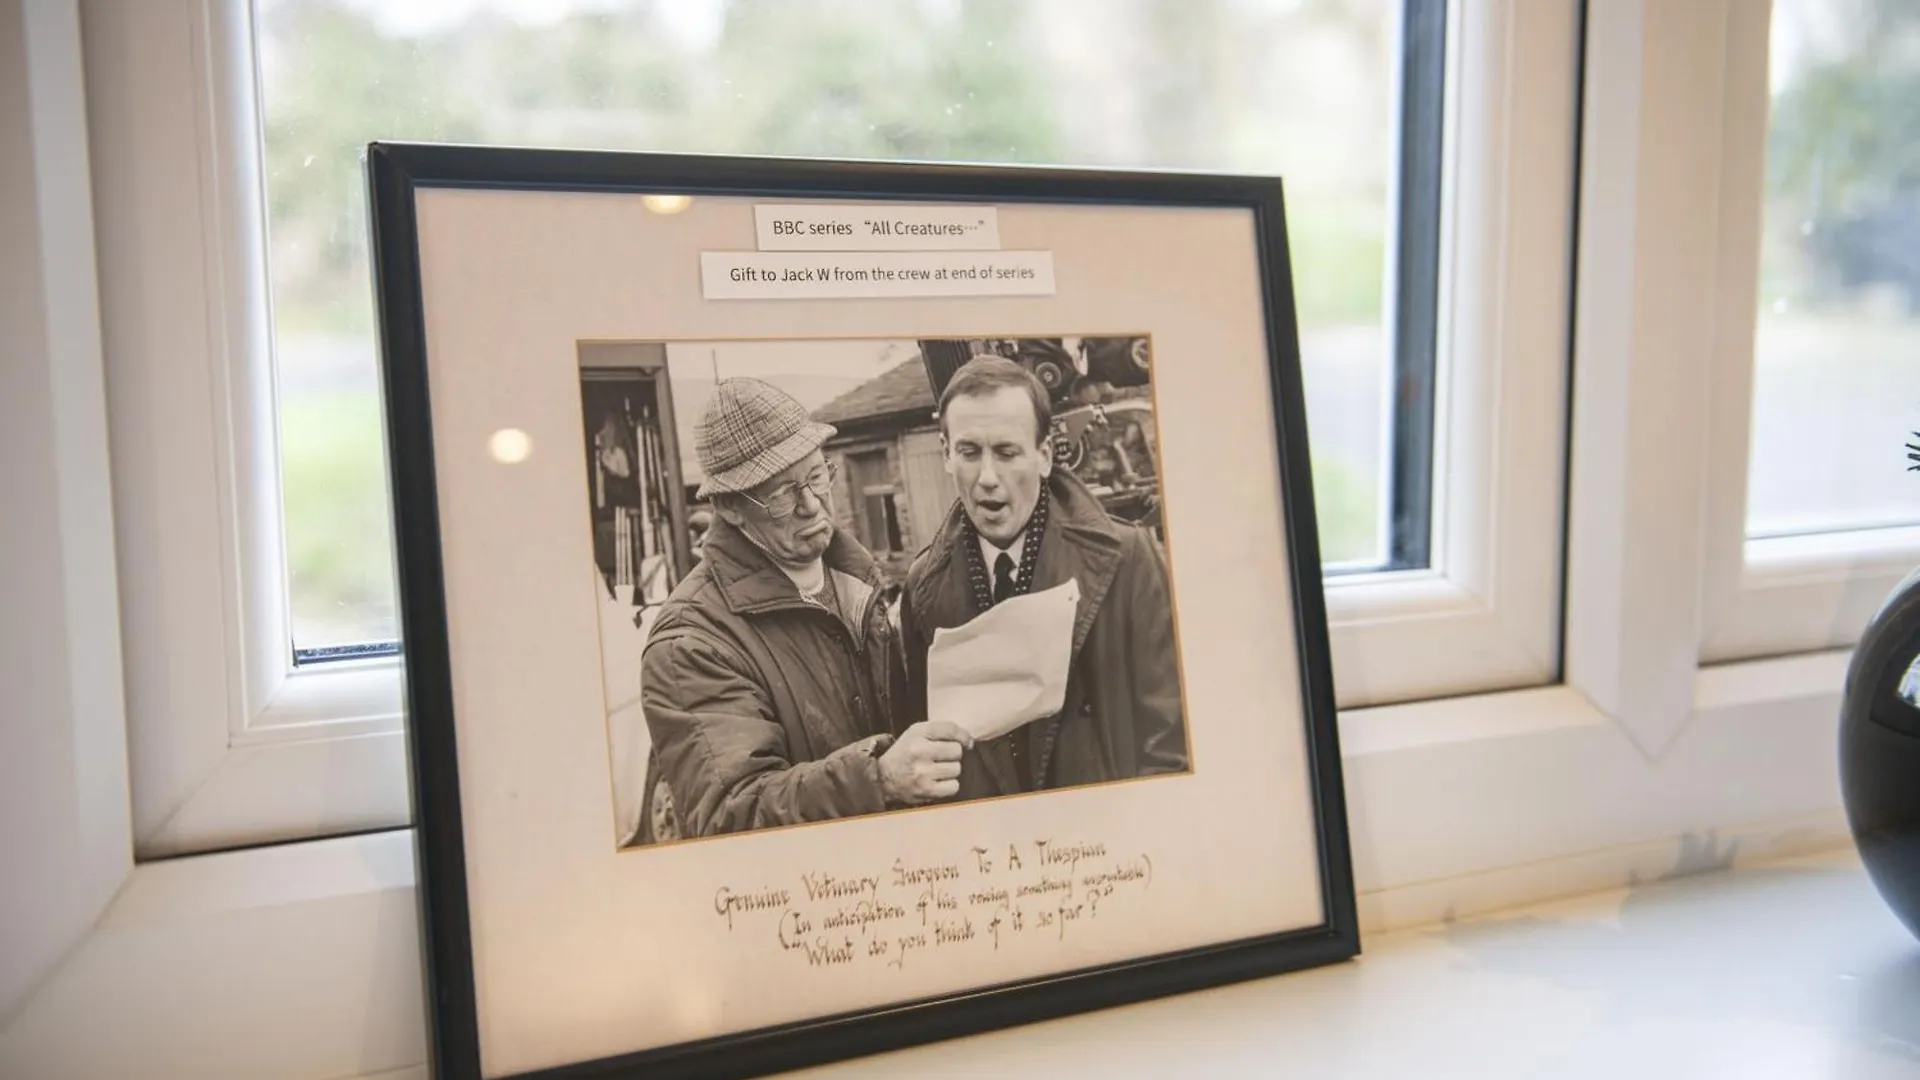 BBC series “All Creatures…”
Gift to Jack W from the crew at end of series
Genuine Vetinary Surgeon To A Thespian
(In anticipation of his voicing something
What do you think of it so far?”